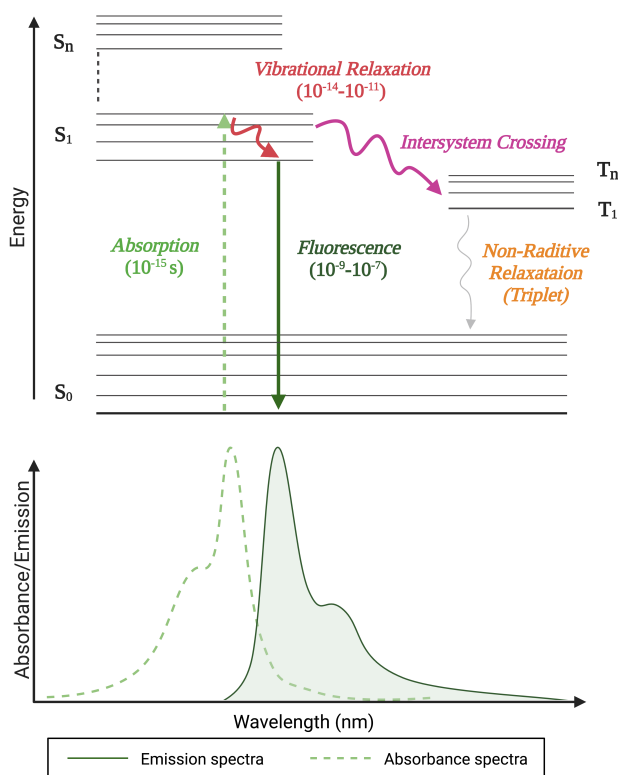 Sn
Vibrational Relaxation
(10-14-10-11)
S1
Intersystem Crossing
Tn
T1
Energy
Absorption
(10-15 s)
Fluorescence
(10-9-10-7)
Non-Raditive
Relaxataion
(Triplet)
S0
Absorbance/Emission
Wavelength (nm)
Emission spectra
Absorbance spectra